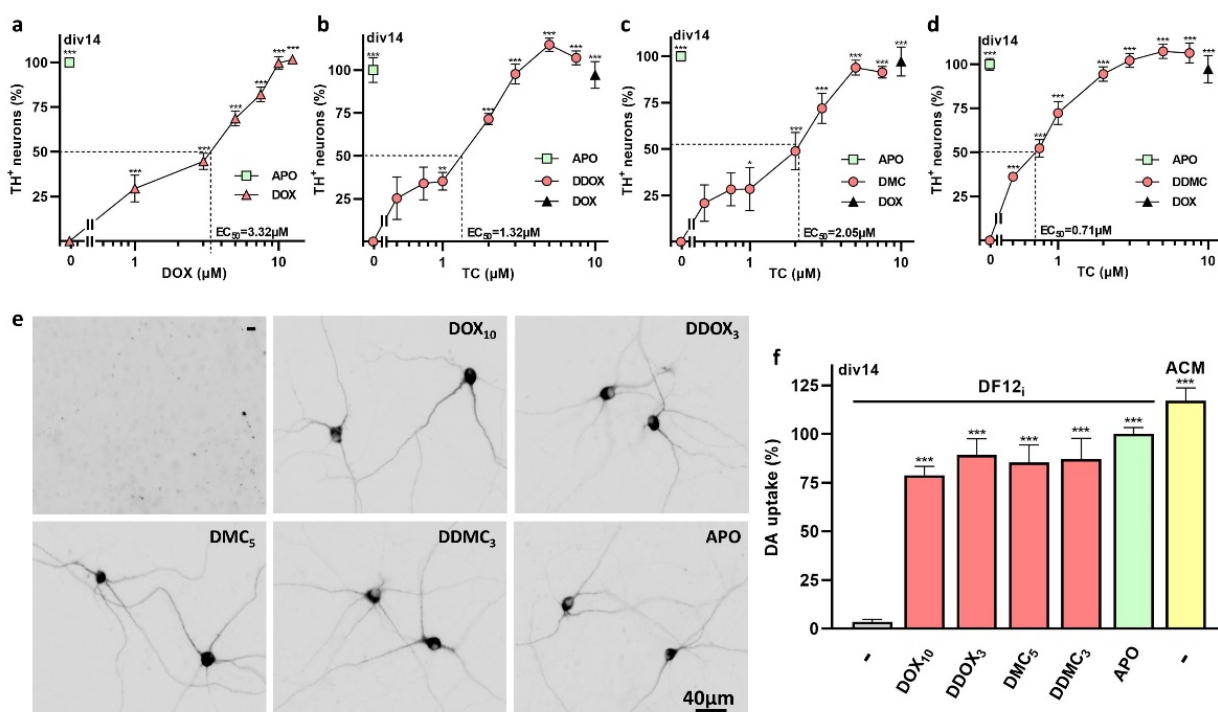 a
div14
***
TH⁺ neurons (%)
100
75
50
25
***
***
***
***
***
***
APO
DOX
EC₅₀=3.32µM
0
1
10
DOX (µM)
b
div14
***
TH⁺ neurons (%)
100
75
50
25
**
***
***
***
***
***
APO
DDOX
DOX
EC₅₀=1.32µM
0
1
10
TC (µM)
c
div14
***
TH⁺ neurons (%)
100
75
50
25
*
***
***
***
***
***
APO
DMC
DOX
EC₅₀=2.05µM
0
1
10
TC (µM)
d
div14
***
TH⁺ neurons (%)
100
75
50
25
***
***
***
***
***
***
***
***
APO
DDMC
DOX
EC₅₀=0.71µM
0
1
10
TC (µM)
e
-
DOX₁₀
DDOX₃
DMC₅
DDMC₃
APO
40µm
f
div14
DF12ᵢ
ACM
DA uptake (%)
125
100
75
50
25
0
***
***
***
***
***
***
-
DOX₁₀
DDOX₃
DMC₅
DDMC₃
APO
-